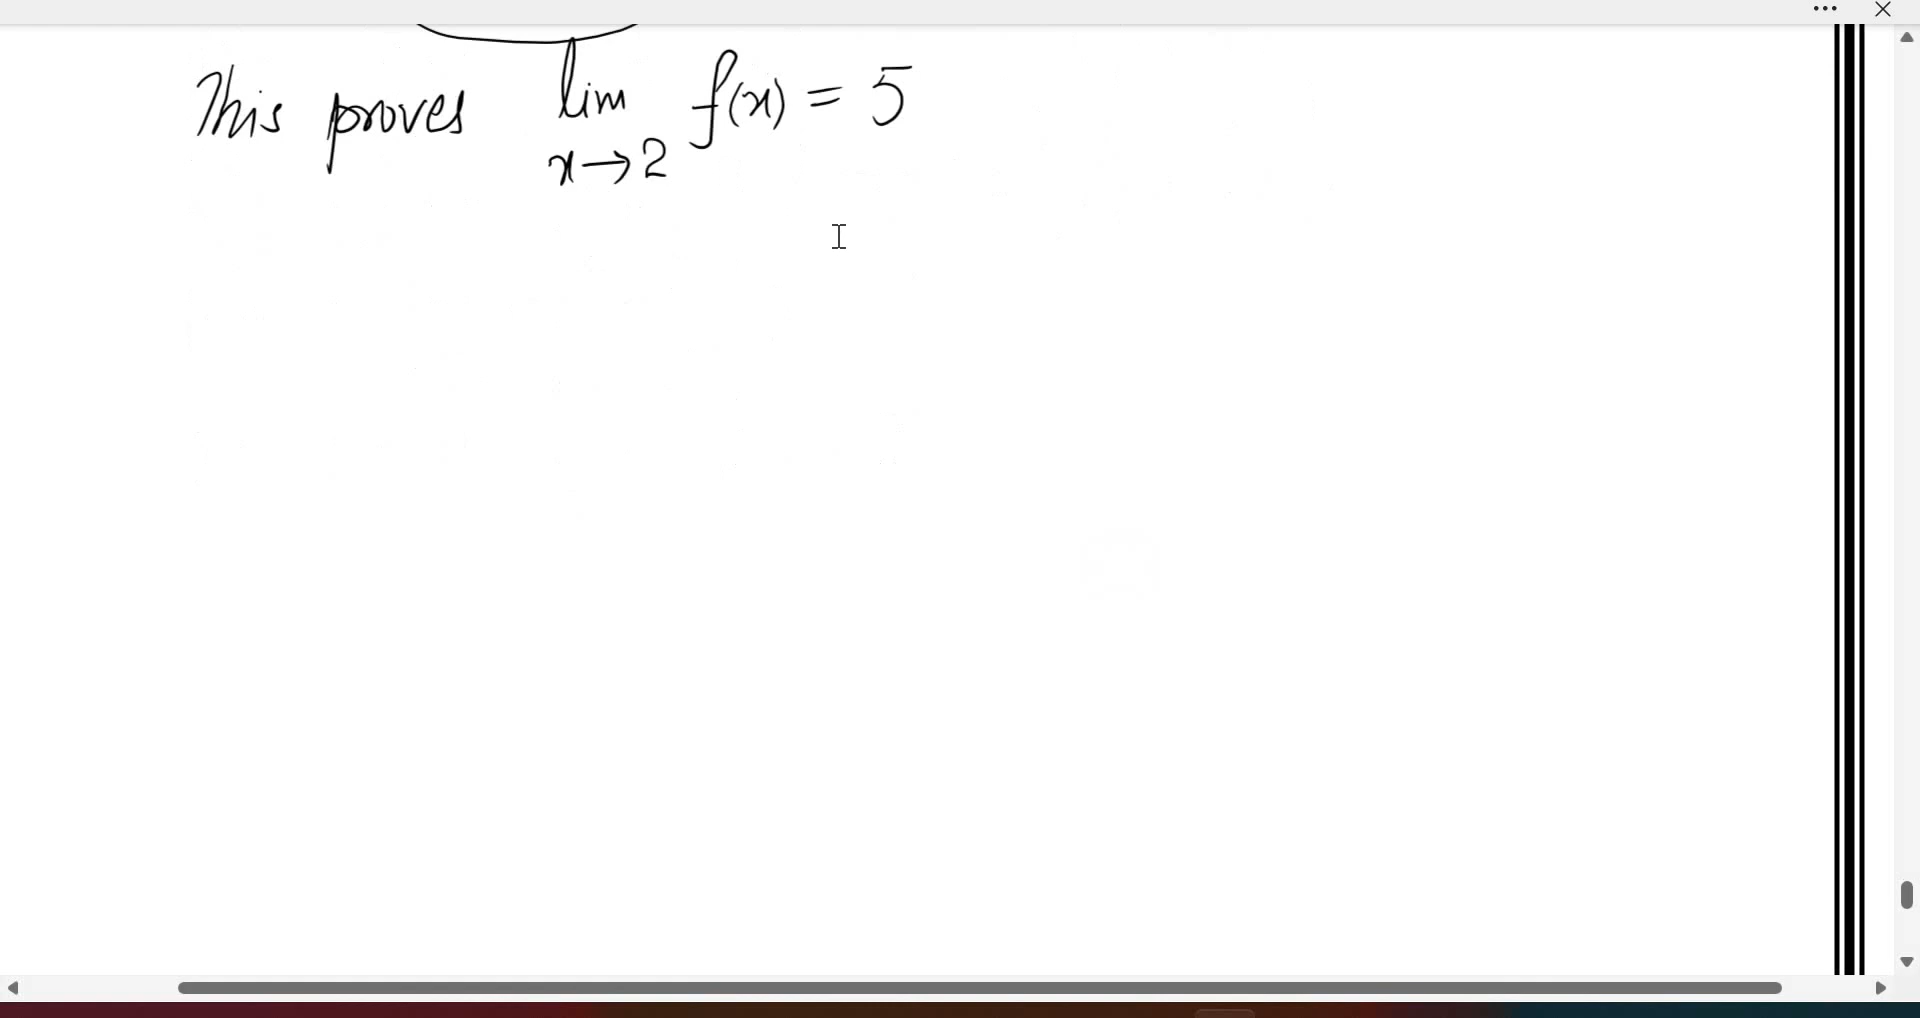 This proves lim f(x) = 5
x→2